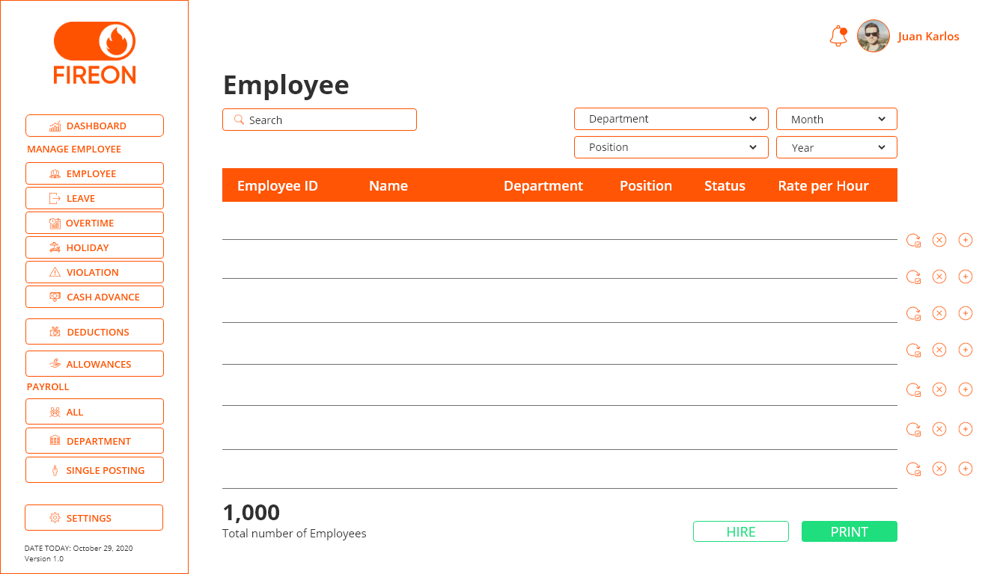 FIREON
DASHBOARD
MANAGE EMPLOYEE
EMPLOYEE
LEAVE
OVERTIME
HOLIDAY
VIOLATION
CASH ADVANCE
DEDUCTIONS
ALLOWANCES
PAYROLL
ALL
DEPARTMENT
SINGLE POSTING
SETTINGS
DATE TODAY: October 29, 2020
Version 1.0
Juan Karlos
Employee
Search
Department
Month
Position
Year
Employee ID Name Department Position Status Rate per Hour
1,000
Total number of Employees
HIRE
PRINT